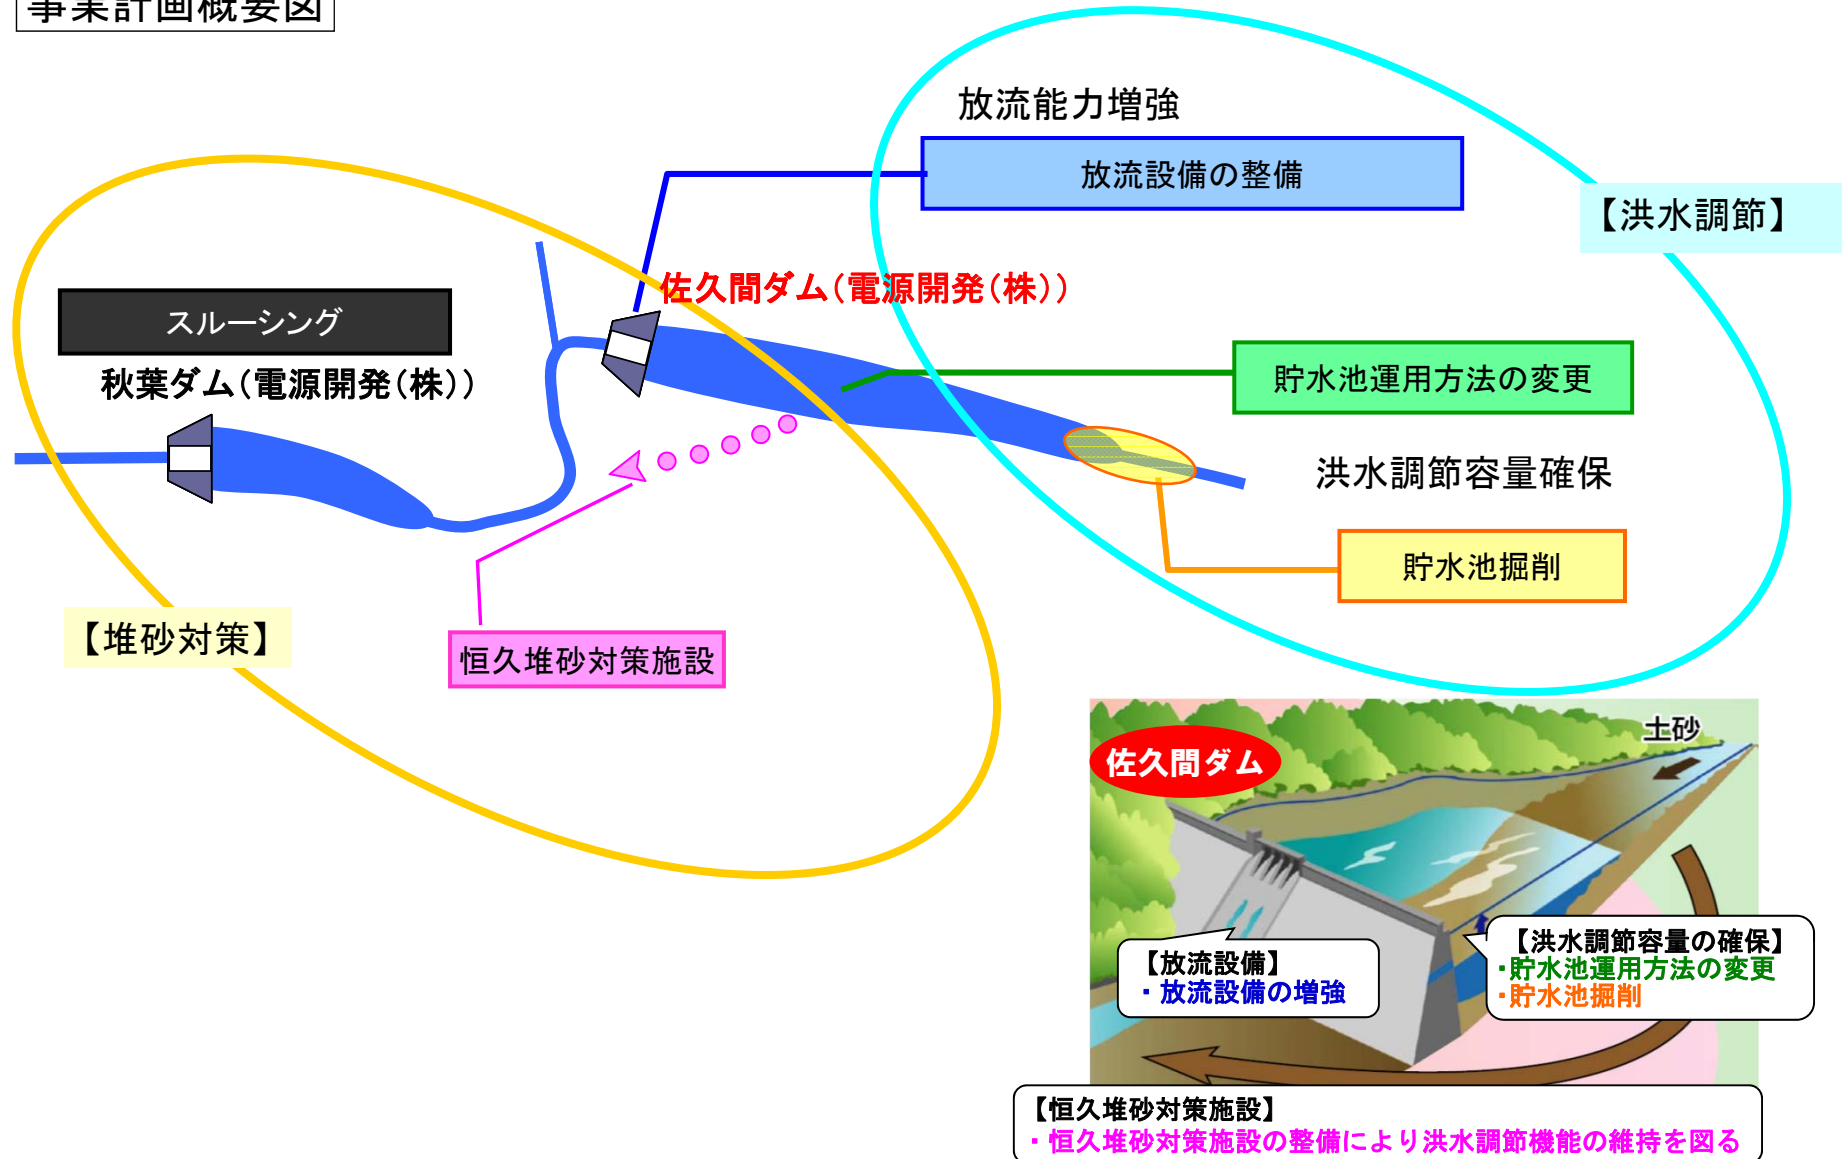 事業計画概要図
放流能力増強
放流設備の整備
【洪水調節】
佐久間ダム(電源開発(株))
スルーシング
秋葉ダム(電源開発(株))
貯水池運用方法の変更
洪水調節容量確保
貯水池掘削
【堆砂対策】
恒久堆砂対策施設
土砂
佐久間ダム
【放流設備】
・放流設備の増強
【洪水調節容量の確保】
・貯水池運用方法の変更
・貯水池掘削
【恒久堆砂対策施設】
・恒久堆砂対策施設の整備により洪水調節機能の維持を図る